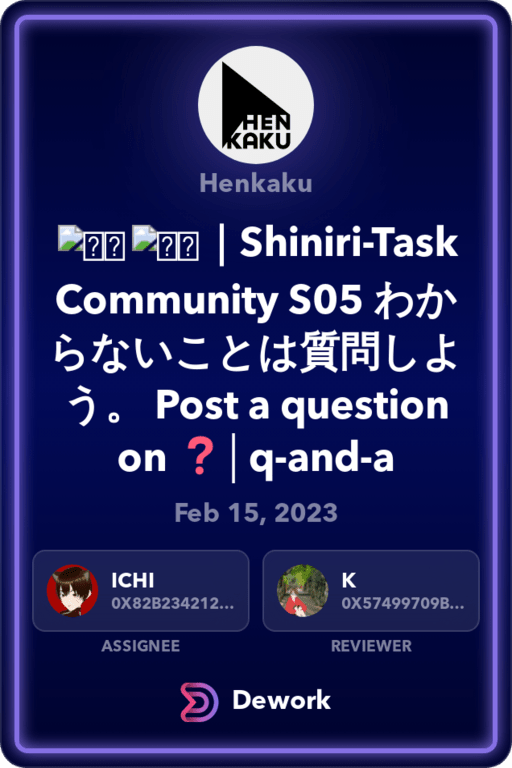 HEN
KAKU
Henkaku
| Shiniri-Task
Community S05 わか
らないことは質問しよ
う。 Post a question
on ❓│q-and-a
Feb 15, 2023
ICHI
0X82B234212...
K
0X57499709B...
ASSIGNEE
REVIEWER
Dework